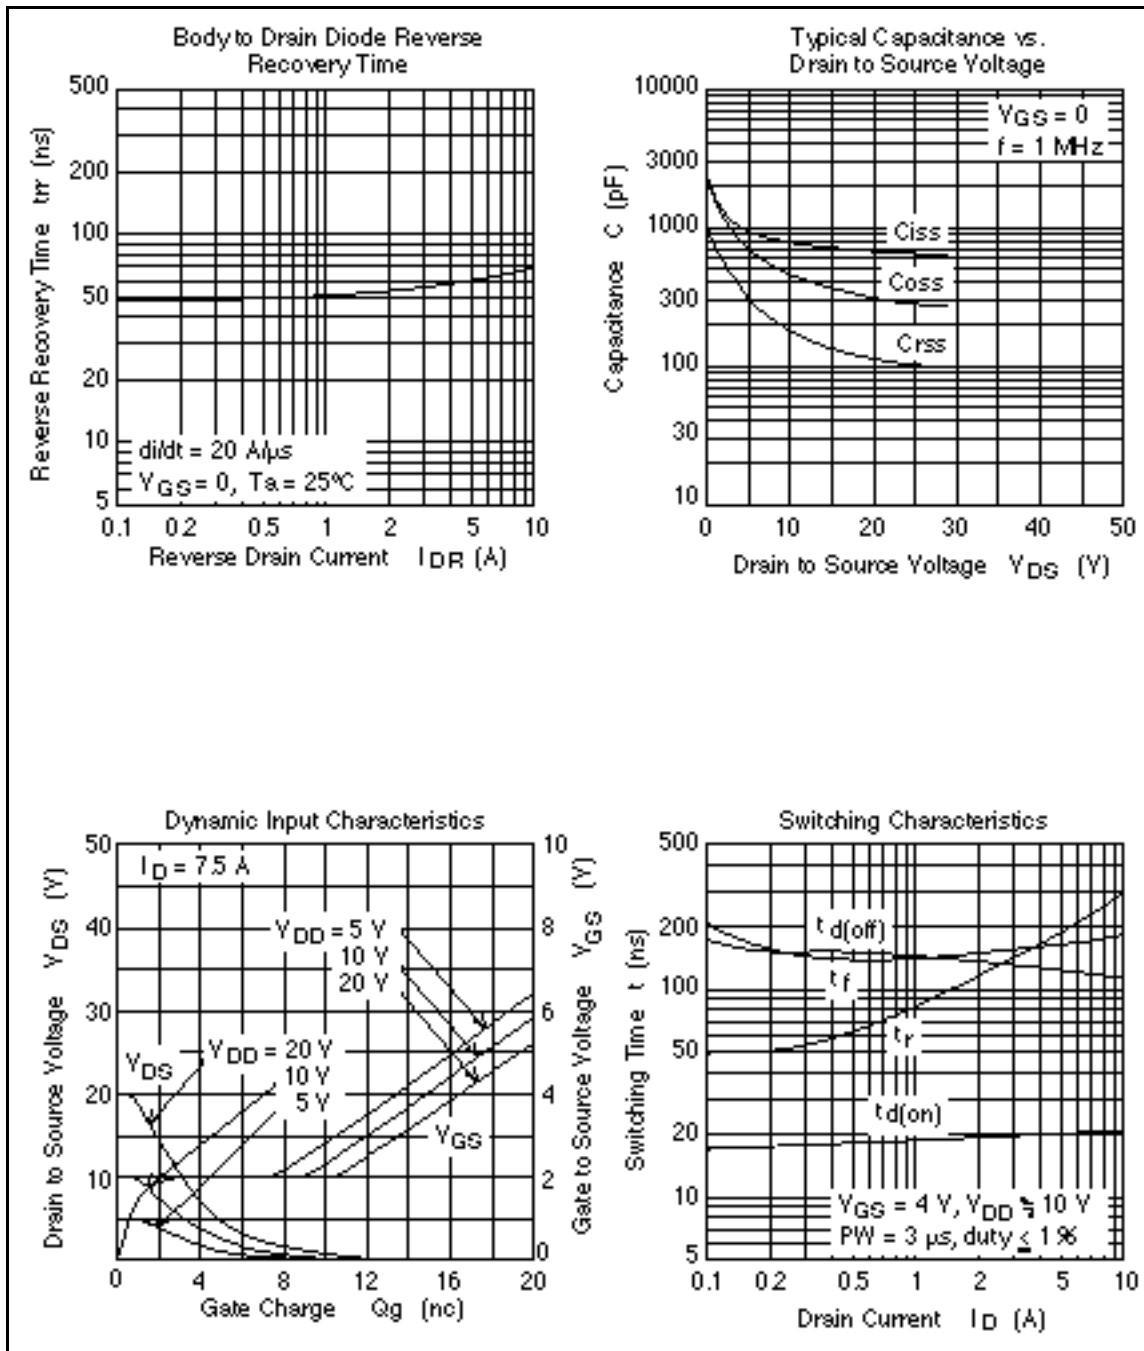 Body to Drain Diode Reverse
Recovery Time
500
200
100
50
20
10
5
Reverse Recovery Time trr (ns)
di/dt = 20 A/µs
VGS = 0, Ta = 25°C
0.1 0.2 0.5 1 2 5 10
Reverse Drain Current IDR (A)
Typical Capacitance vs.
Drain to Source Voltage
10000
3000
1000
300
100
30
10
Capacitance C (pF)
VGS = 0
f = 1 MHz
Ciss
Coss
Crss
0 10 20 30 40 50
Drain to Source Voltage VDS (V)
Dynamic Input Characteristics
50
40
30
20
10
0
Drain to Source Voltage VDS (V)
ID = 7.5 A
VDD = 5 V
10 V
20 V
VDS
VDD = 20 V
10 V
5 V
VGS
10
8
6
4
2
0
Gate to Source Voltage VGS (V)
0 4 8 12 16 20
Gate Charge Qg (nc)
Switching Characteristics
500
200
100
50
20
10
5
Switching Time t (ns)
td(off)
tf
tr
td(on)
VGS = 4 V, VDD ≒ 10 V
PW = 3 µs, duty ≤ 1 %
0.1 0.2 0.5 1 2 5 10
Drain Current ID (A)